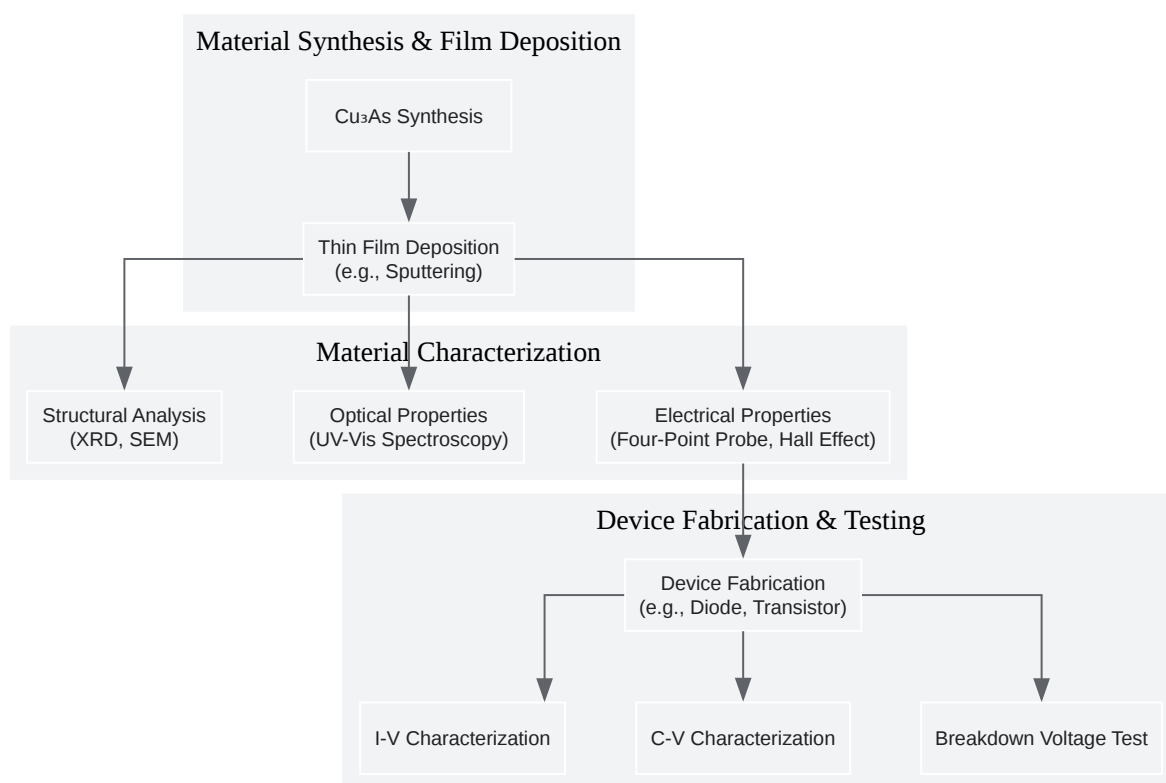 Material Synthesis & Film Deposition
Cu₃As Synthesis
Thin Film Deposition
(e.g., Sputtering)
Material Characterization
Structural Analysis
(XRD, SEM)
Optical Properties
(UV-Vis Spectroscopy)
Electrical Properties
(Four-Point Probe, Hall Effect)
Device Fabrication & Testing
Device Fabrication
(e.g., Diode, Transistor)
I-V Characterization
C-V Characterization
Breakdown Voltage Test